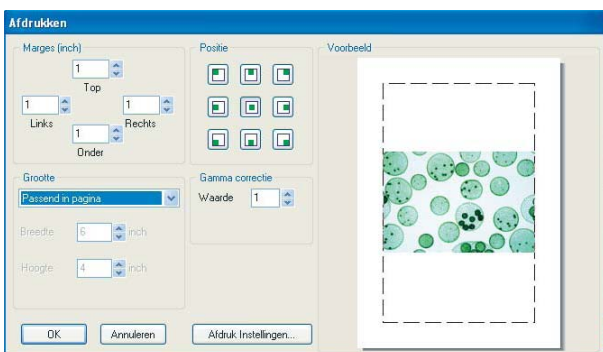 Afdrukken
Marges (inch)
1
Top
1
Links
1
Rechts
1
Onder
Positie
Grootte
Passend in pagina
Breedte 6 inch
Hoogte 4 inch
Gamma correctie
Waarde 1
Voorbeeld
OK
Annuleren
Afdruk Instellingen...